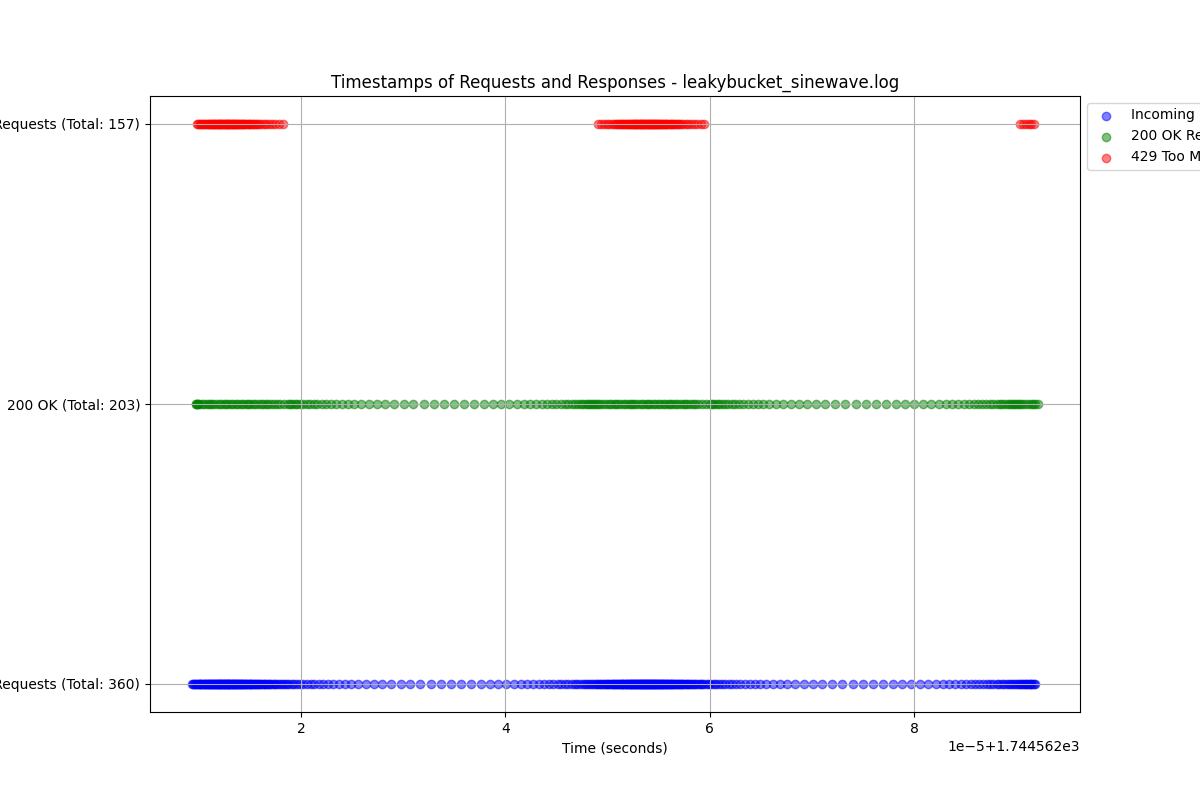 Timestamps of Requests and Responses - leakybucket_sinewave.log
Requests (Total: 157)
200 OK (Total: 203)
Requests (Total: 360)
Incoming
200 OK
429 Too
2
4
6
8
Time (seconds)
1e−5+1.744562e3